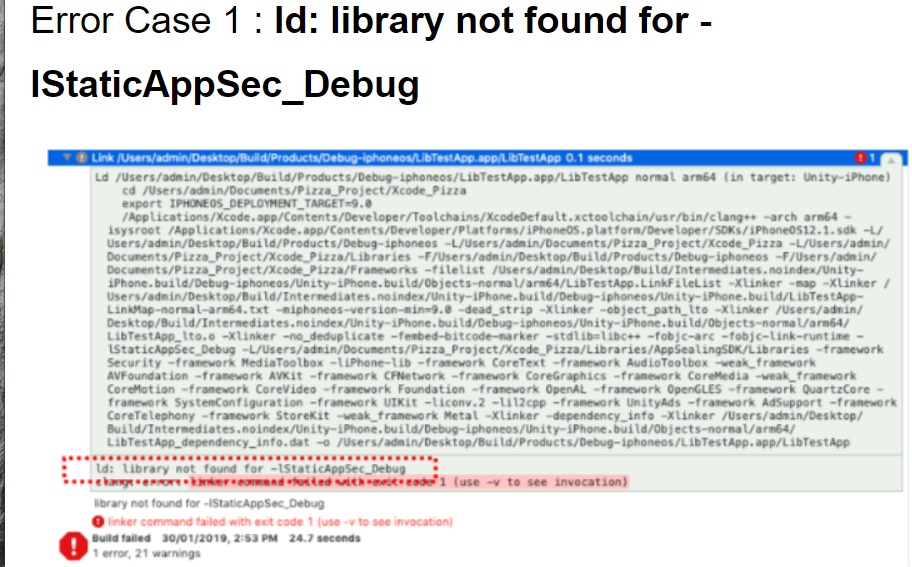 Error Case 1 : ld: library not found for -
lStaticAppSec_Debug
Link /Users/admin/Desktop/Build/Products/Debug-iphoneos/LibTestApp.app/LibTestApp 0.1 seconds 1
Ld /Users/admin/Desktop/Build/Products/Debug-iphoneos/LibTestApp.app/LibTestApp normal arm64 (in target: Unity-iPhone)
cd /Users/admin/Documents/Pizza_Project/Xcode_Pizza
export IPHONEOS_DEPLOYMENT_TARGET=9.0
/Applications/Xcode.app/Contents/Developer/Toolchains/XcodeDefault.xctoolchain/usr/bin/clang++ -arch arm64 -
isysroot /Applications/Xcode.app/Contents/Developer/Platforms/iPhoneOS.platform/Developer/SDKs/iPhoneOS12.1.sdk -L/
Users/admin/Desktop/Build/Products/Debug-iphoneos -L/Users/admin/Documents/Pizza_Project/Xcode_Pizza -L/Users/admin/
Documents/Pizza_Project/Xcode_Pizza/Libraries -F/Users/admin/Desktop/Build/Products/Debug-iphoneos -F/Users/admin/
Documents/Pizza_Project/Xcode_Pizza/Frameworks -filelist /Users/admin/Desktop/Build/Intermediates.noindex/Unity-
iPhone.build/Debug-iphoneos/Unity-iPhone.build/Objects-normal/arm64/LibTestApp.LinkFileList -Xlinker -map -Xlinker /
Users/admin/Desktop/Build/Intermediates.noindex/Unity-iPhone.build/Debug-iphoneos/Unity-iPhone.build/LibTestApp-
LinkMap-normal-arm64.txt -miphoneos-version-min=9.0 -dead_strip -Xlinker -object_path_lto -Xlinker /Users/admin/
Desktop/Build/Intermediates.noindex/Unity-iPhone.build/Debug-iphoneos/Unity-iPhone.build/Objects-normal/arm64/
LibTestApp_lto.o -Xlinker -no_deduplicate -fembed-bitcode-marker -stdlib=libc++ -fobjc-arc -fobjc-link-runtime -
lStaticAppSec_Debug -L/Users/admin/Documents/Pizza_Project/Xcode_Pizza/Libraries/AppSealingSDK/Libraries -framework
Security -framework MediaToolbox -liPhone-lib -framework CoreText -framework AudioToolbox -weak_framework
AVFoundation -framework AVKit -framework CFNetwork -framework CoreGraphics -framework CoreMedia -weak_framework
CoreMotion -framework CoreVideo -framework Foundation -framework OpenAL -framework OpenGLES -framework QuartzCore -
framework SystemConfiguration -framework UIKit -liconv.2 -lil2cpp -framework UnityAds -framework AdSupport -framework
CoreTelephony -framework StoreKit -weak_framework Metal -Xlinker -dependency_info -Xlinker /Users/admin/Desktop/
Build/Intermediates.noindex/Unity-iPhone.build/Debug-iphoneos/Unity-iPhone.build/Objects-normal/arm64/
LibTestApp_dependency_info.dat -o /Users/admin/Desktop/Build/Products/Debug-iphoneos/LibTestApp.app/LibTestApp
ld: library not found for -lStaticAppSec_Debug
clang: error: linker command failed with exit code 1 (use -v to see invocation)
library not found for -lStaticAppSec_Debug
linker command failed with exit code 1 (use -v to see invocation)
Build failed 30/01/2019, 2:53 PM 24.7 seconds
1 error, 21 warnings